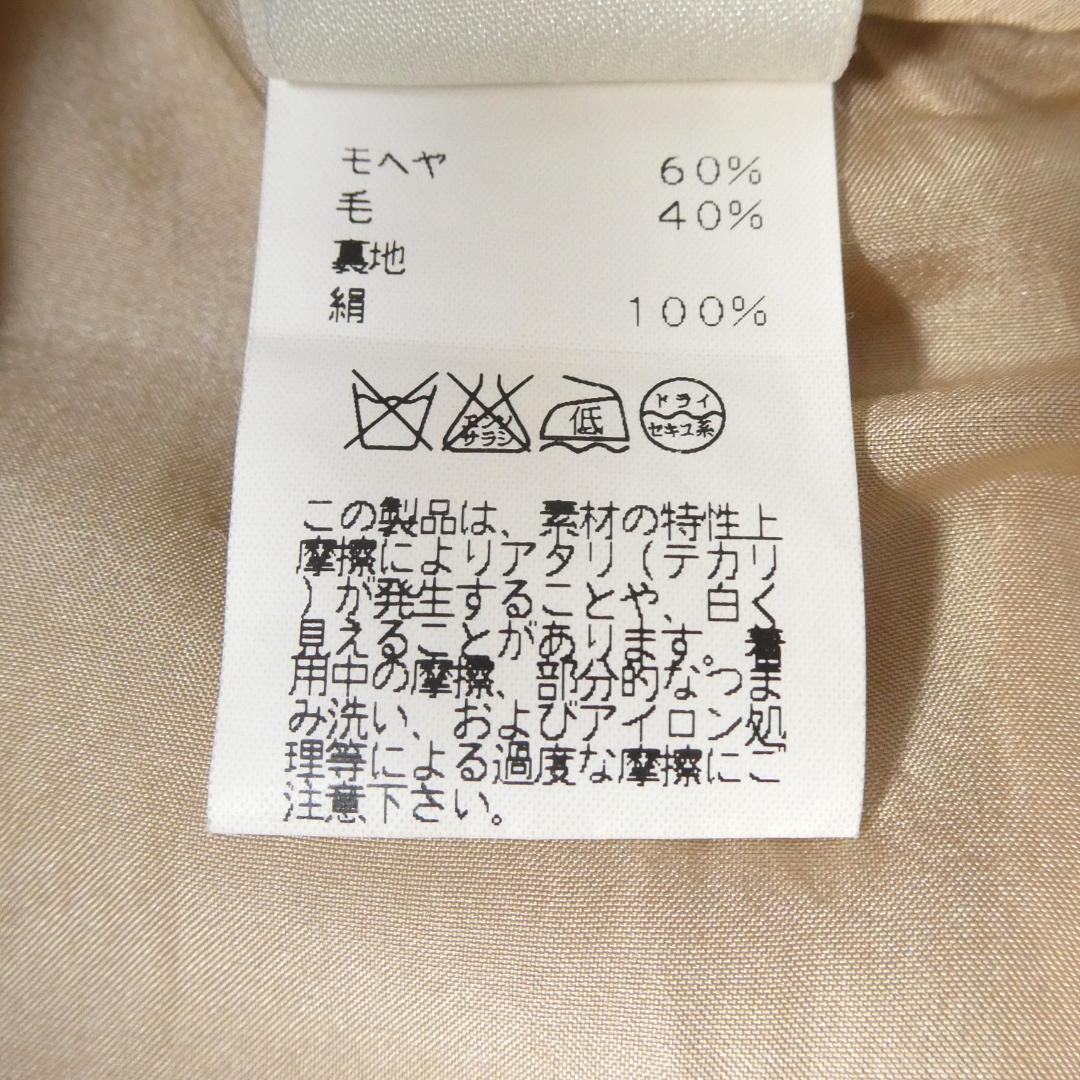 モヘヤ 60%
毛 40%
裏地
絹 100%
エンソ サラシ 低 ドライ セキユ系
この製品は、素材の特性上
摩擦によりアタリ(テカリ
)が発生することや、白く
見えることがあります。着
用中の摩擦、部分的なつま
み洗い、およびアイロン処
理等による過度な摩擦にご
注意下さい。